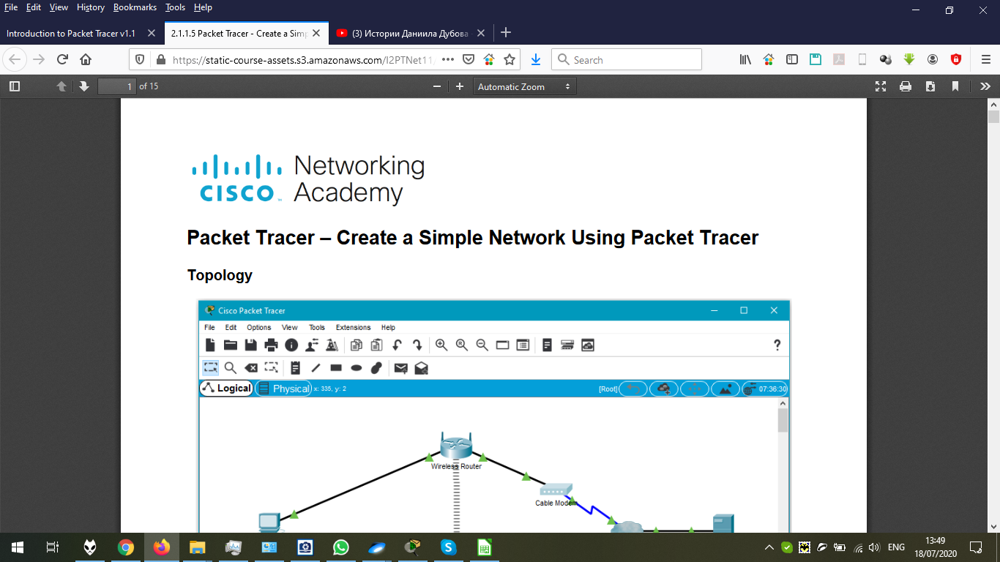 File Edit View History Bookmarks Tools Help
Introduction to Packet Tracer v1.1
2.1.1.5 Packet Tracer - Create a Sim
(3) Истории Даниила Дубова
https://static-course-assets.s3.amazonaws.com/I2PTNet11/
Search
1 of 15
Automatic Zoom
Networking
CISCO Academy
Packet Tracer – Create a Simple Network Using Packet Tracer
Topology
Cisco Packet Tracer
File Edit Options View Tools Extensions Help
Logical Physical x: 335, y: 2 [Root] 07:36:30
Wireless Router
Cable Modem
ENG
13:49
18/07/2020